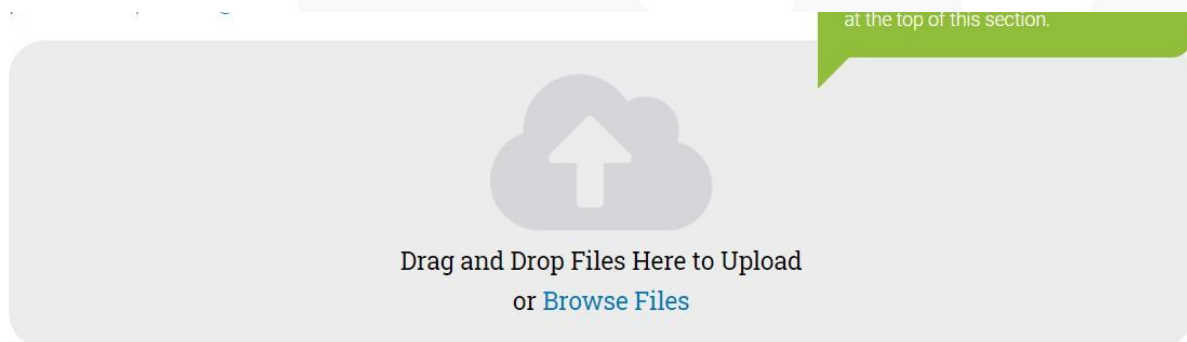 at the top of this section.
Drag and Drop Files Here to Upload
or Browse Files